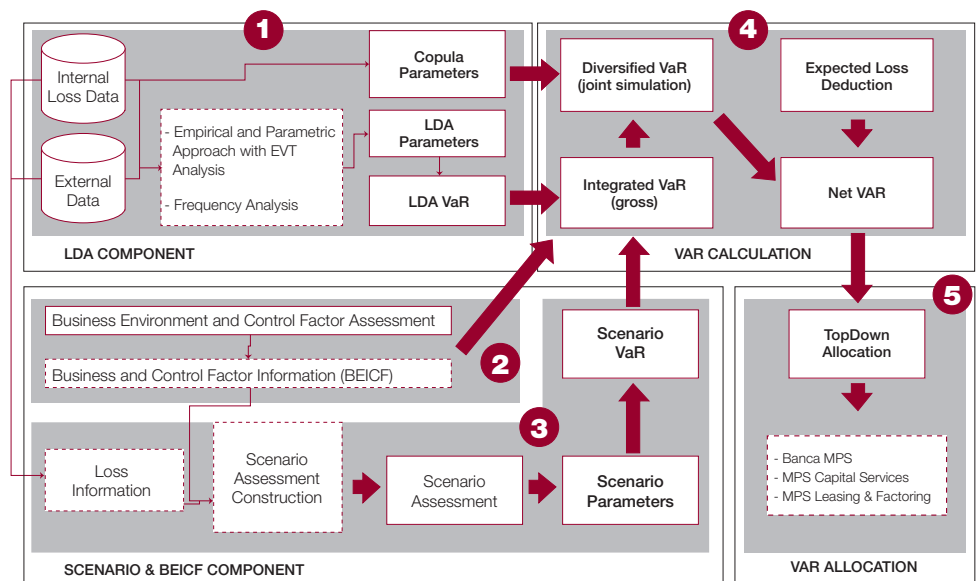 1
Internal
Loss Data
External
Data
- Empirical and Parametric
Approach with EVT
Analysis
- Frequency Analysis
Copula
Parameters
LDA
Parameters
LDA VaR
LDA COMPONENT
4
Diversified VaR
(joint simulation)
Expected Loss
Deduction
Integrated VaR
(gross)
Net VAR
VAR CALCULATION
Business Environment and Control Factor Assessment
Business and Control Factor Information (BEICF)
2
Scenario
VaR
3
Loss
Information
Scenario
Assessment
Construction
Scenario
Assessment
Scenario
Parameters
SCENARIO & BEICF COMPONENT
5
TopDown
Allocation
- Banca MPS
- MPS Capital Services
- MPS Leasing & Factoring
VAR ALLOCATION